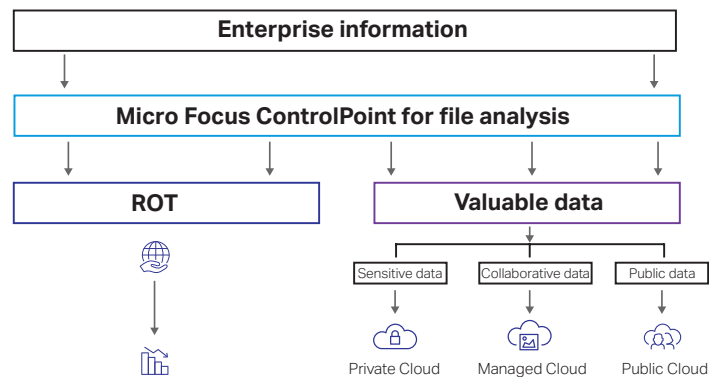 Enterprise information
Micro Focus ControlPoint for file analysis
ROT
Valuable data
Sensitive data
Collaborative data
Public data
Private Cloud
Managed Cloud
Public Cloud